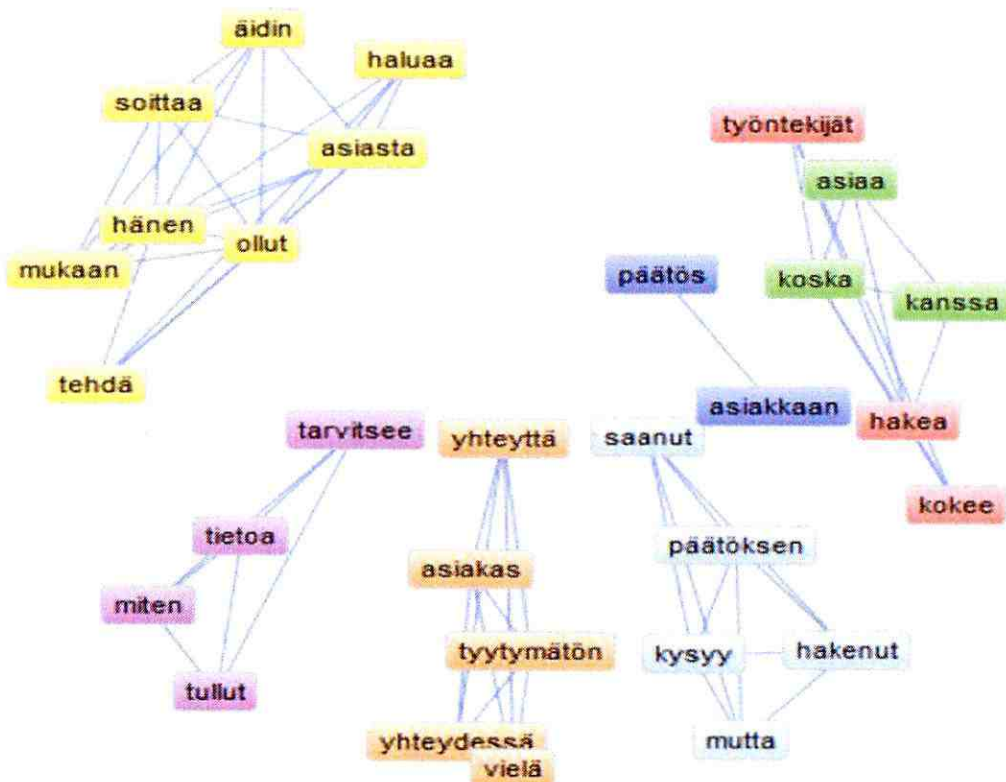 äidin
haluaa
soittaa
asiasta
hänen
ollut
mukaan
tehdä
työntekijät
asiaa
koska
kanssa
päätös
asiakkaan
hakea
kokee
tarvitsee
tietoa
miten
tullut
yhteyttä
asiakas
tyytymätön
yhteydessä
vielä
saanut
päätöksen
kysyy
hakenut
mutta